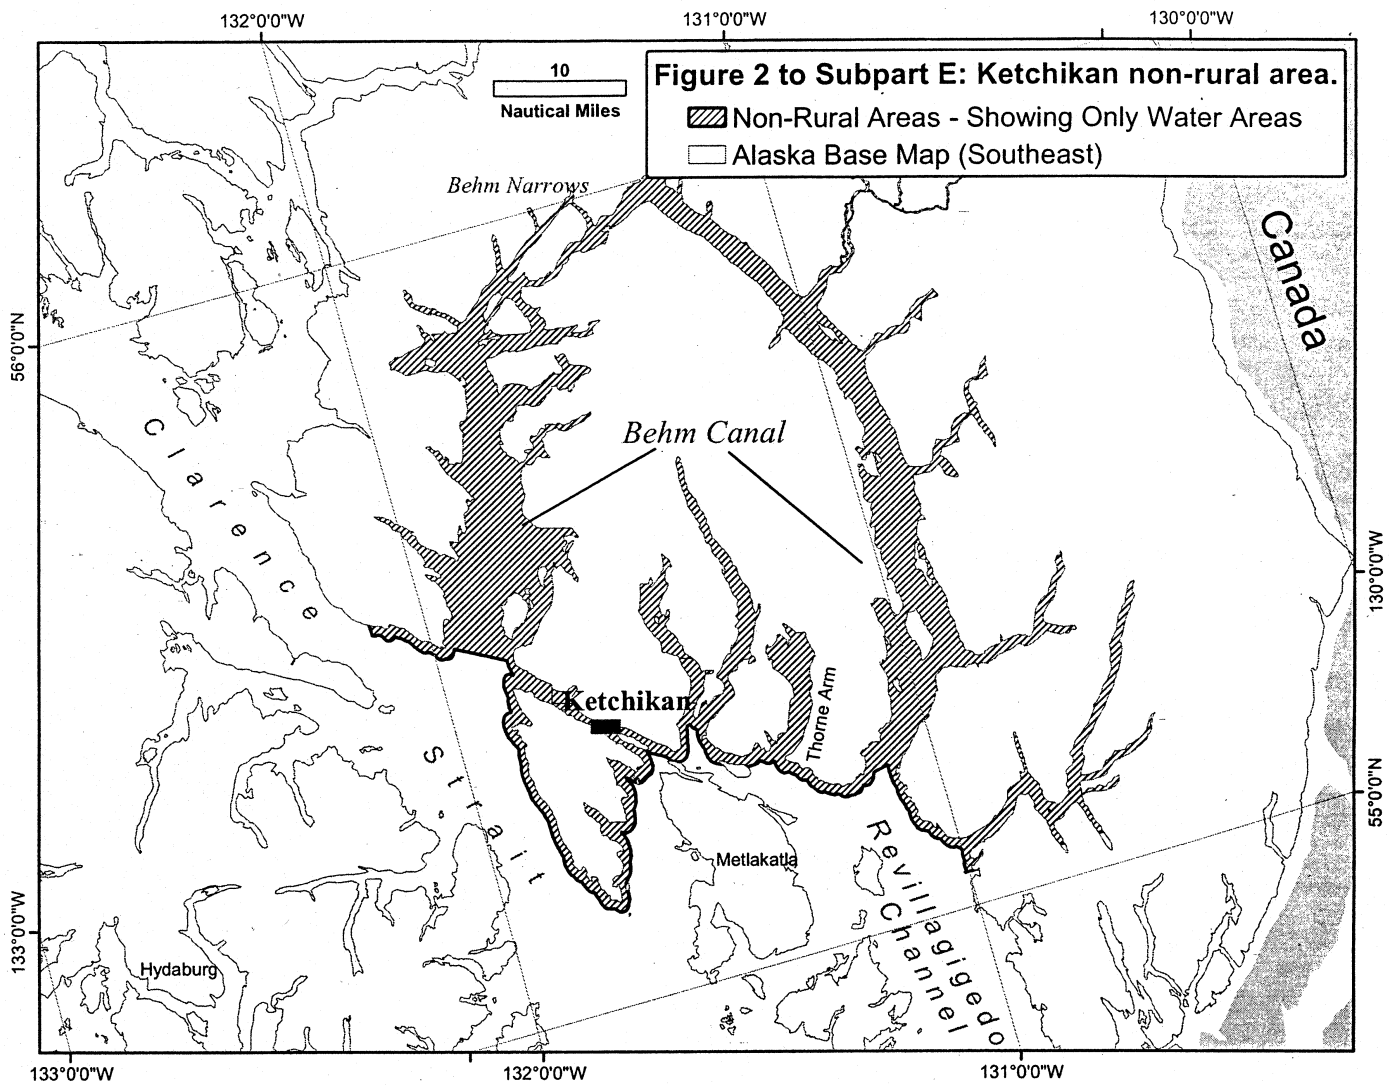 132°0'0"W
131°0'0"W
130°0'0"W
10
Nautical Miles
Figure 2 to Subpart E: Ketchikan non-rural area.
Non-Rural Areas - Showing Only Water Areas
Alaska Base Map (Southeast)
Behm Narrows
Canada
56°0'0"N
Clarence
Behm Canal
130°0'0"W
Ketchikan
Thorne Arm
Strait
55°0'0"N
Metlakatla
Revillagigedo
Channel
133°0'0"W
Hydaburg
133°0'0"W
132°0'0"W
131°0'0"W